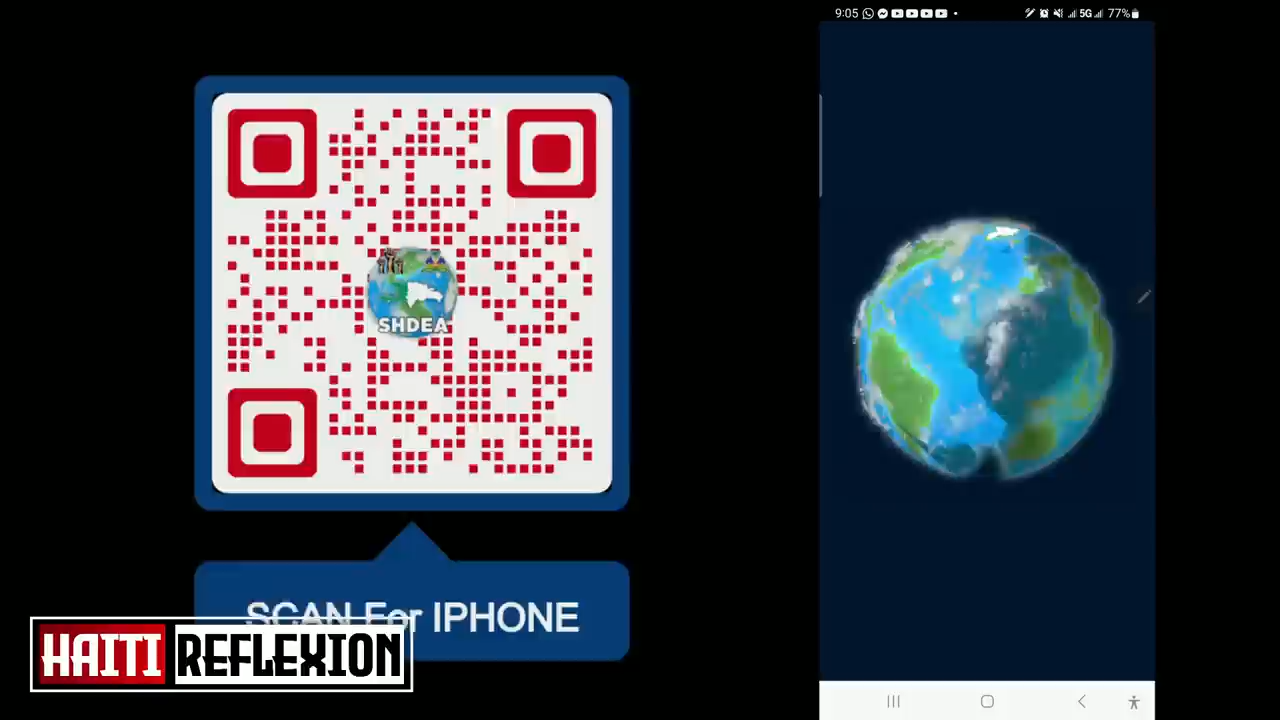 9:05
5G
77%
SHDEA
SCAN For IPHONE
HAITI REFLEXION